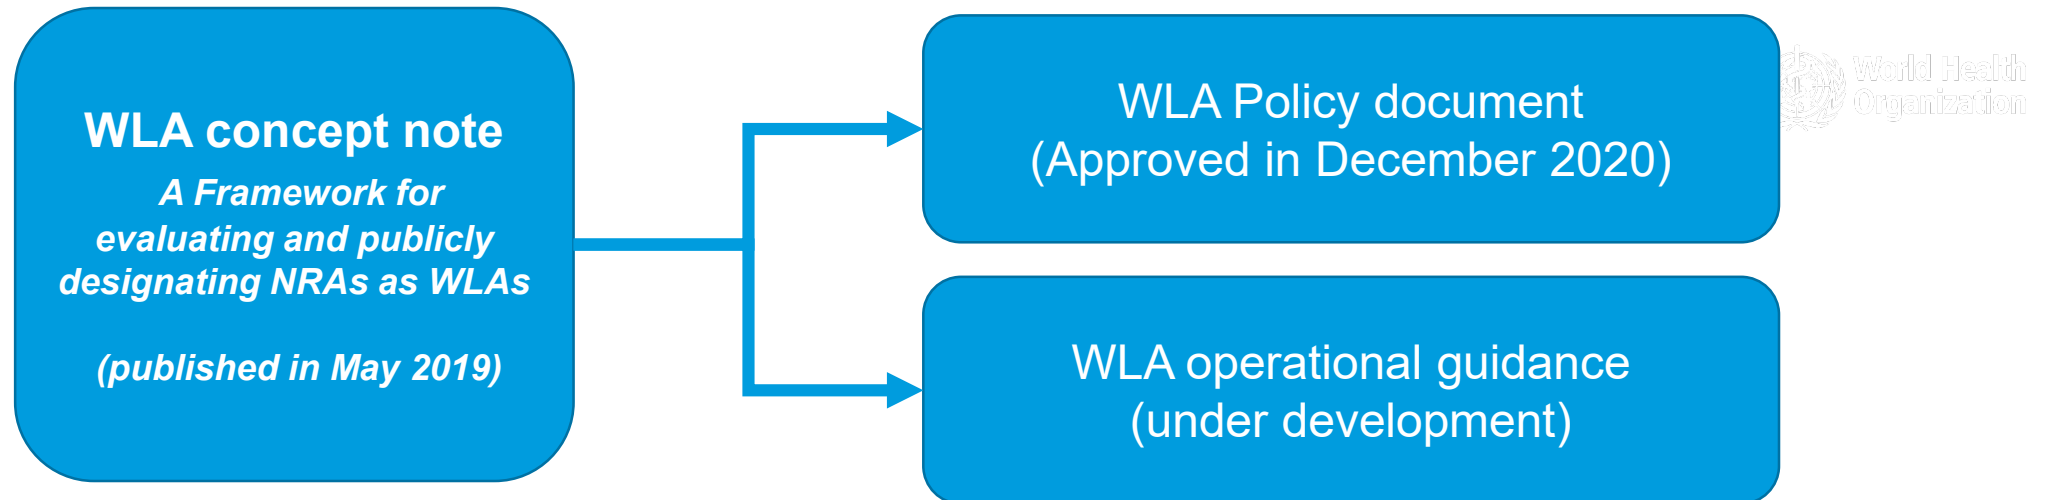 WLA concept note
A Framework for
evaluating and publicly
designating NRAs as WLAs
(published in May 2019)
WLA Policy document
(Approved in December 2020)
WLA operational guidance
(under development)
World Health
Organization